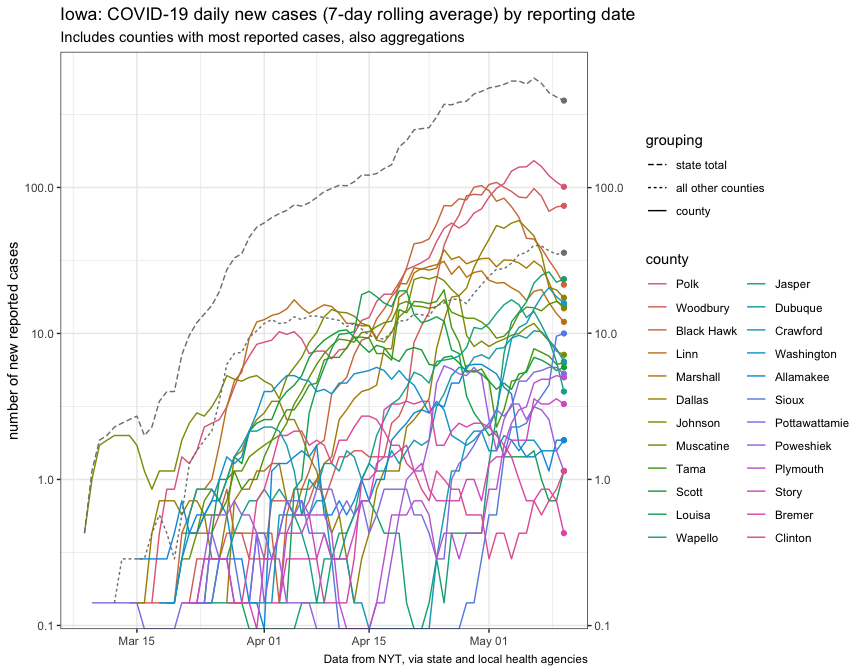 Iowa: COVID-19 daily new cases (7-day rolling average) by reporting date
Includes counties with most reported cases, also aggregations
number of new reported cases
100.0
10.0
1.0
0.1
100.0
10.0
1.0
0.1
Mar 15
Apr 01
Apr 15
May 01
Data from NYT, via state and local health agencies
grouping
state total
all other counties
county
county
Polk
Woodbury
Black Hawk
Linn
Marshall
Dallas
Johnson
Muscatine
Tama
Scott
Louisa
Wapello
Jasper
Dubuque
Crawford
Washington
Allamakee
Sioux
Pottawattamie
Poweshiek
Plymouth
Story
Bremer
Clinton